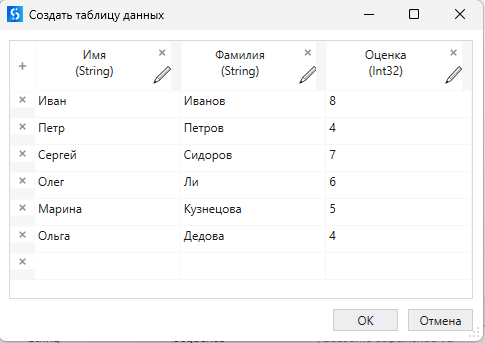 Создать таблицу данных
Имя Фамилия Оценка
(String) (String) (Int32)
Иван Иванов 8
Петр Петров 4
Сергей Сидоров 7
Олег Ли 6
Марина Кузнецова 5
Ольга Дедова 4
OK Отмена